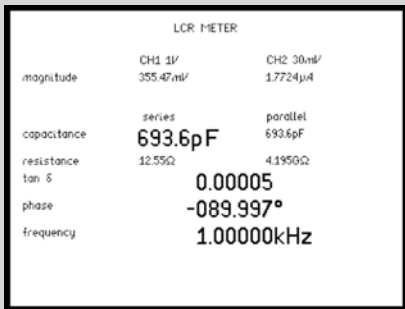 LCR METER
CH1 1V CH2 30mV
magnitude 355.47mV 1.7724μA
series parallel
capacitance 693.6pF 693.6pF
resistance 12.55Ω 4.195GΩ
tan δ 0.00005
phase -089.997°
frequency 1.00000kHz